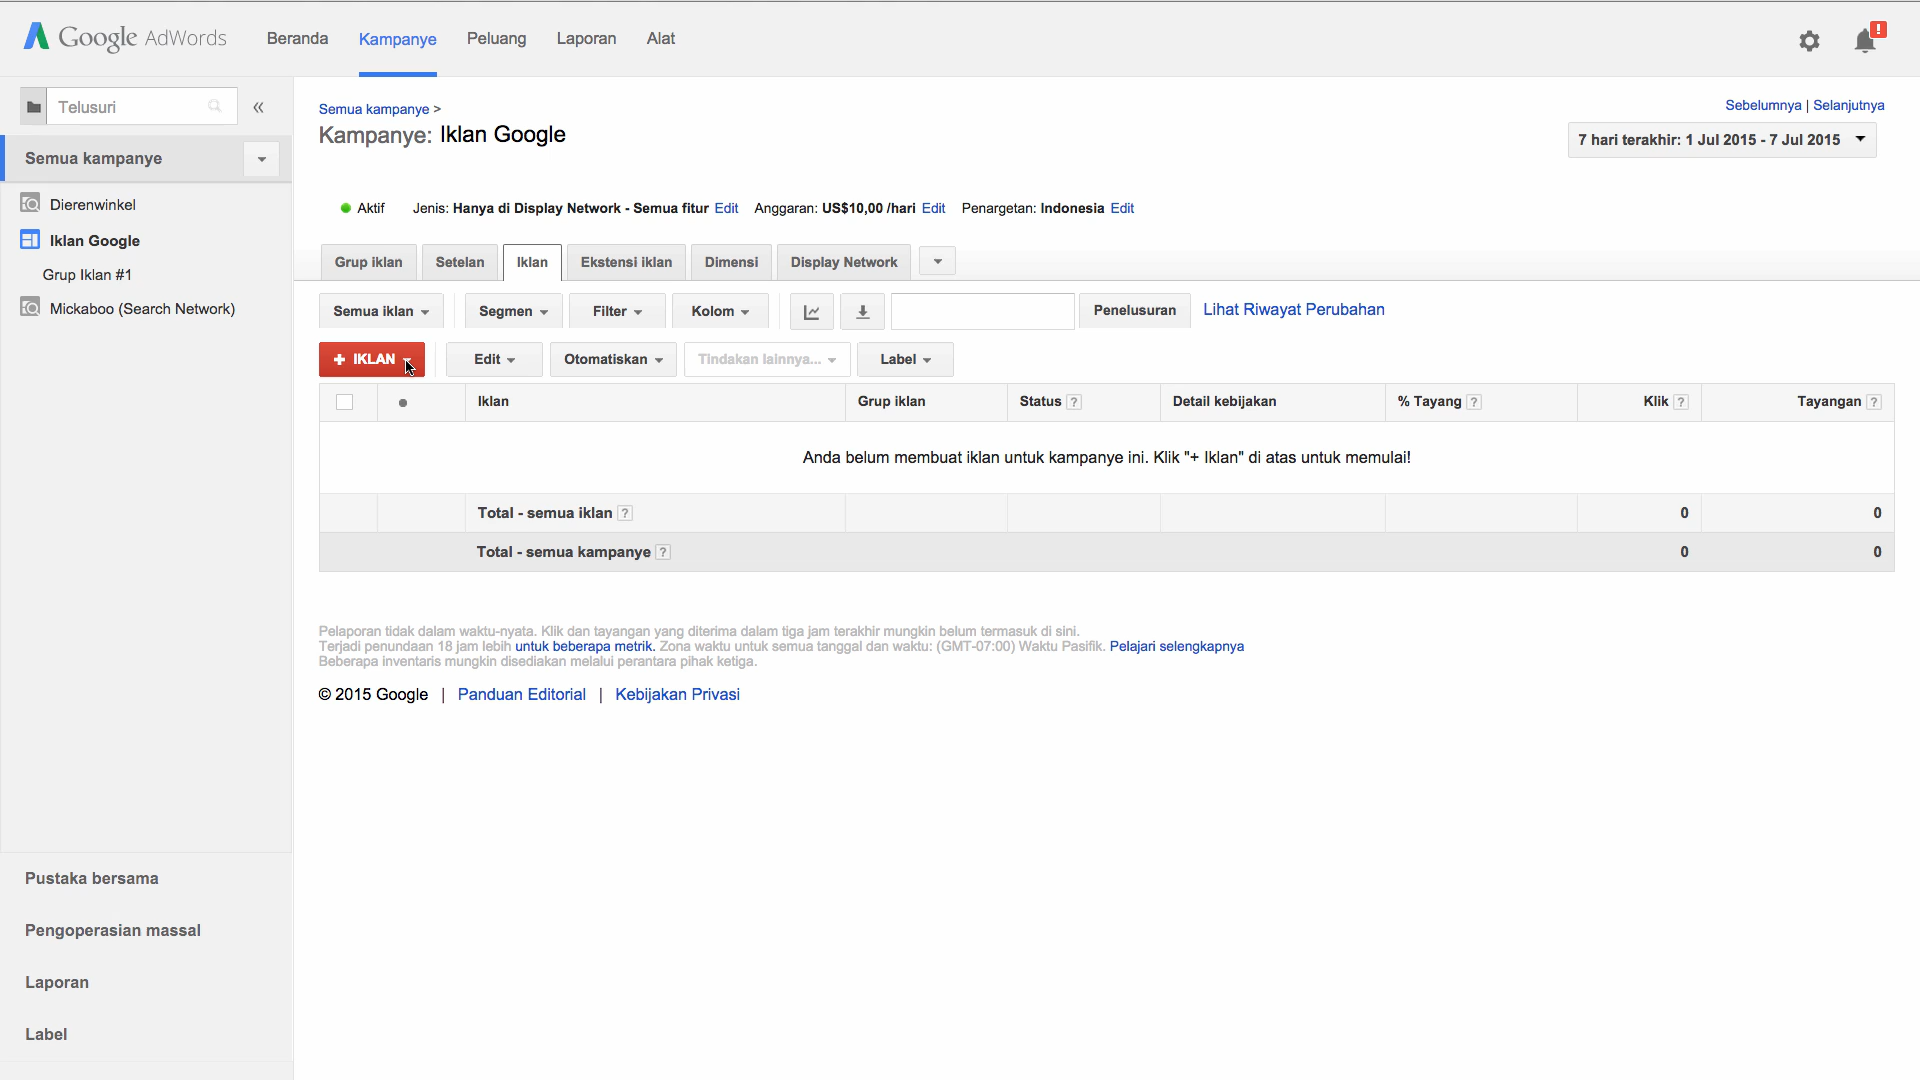 Google AdWords Beranda Kampanye Peluang Laporan Alat !
Telusuri «
Semua kampanye
Dierenwinkel
Iklan Google
Grup Iklan #1
Mickaboo (Search Network)
Pustaka bersama
Pengoperasian massal
Laporan
Label
Semua kampanye >
Kampanye: Iklan Google
Sebelumnya | Selanjutnya
7 hari terakhir: 1 Jul 2015 - 7 Jul 2015
Aktif Jenis: Hanya di Display Network - Semua fitur Edit Anggaran: US$10,00 /hari Edit Penargetan: Indonesia Edit
Grup iklan Setelan Iklan Ekstensi iklan Dimensi Display Network
Semua iklan Segmen Filter Kolom Penelusuran Lihat Riwayat Perubahan
+ IKLAN Edit Otomatiskan Tindakan lainnya... Label
Iklan Grup iklan Status ? Detail kebijakan % Tayang ? Klik ? Tayangan ?
Anda belum membuat iklan untuk kampanye ini. Klik "+ Iklan" di atas untuk memulai!
Total - semua iklan ? 0 0
Total - semua kampanye ? 0 0
Pelaporan tidak dalam waktu-nyata. Klik dan tayangan yang diterima dalam tiga jam terakhir mungkin belum termasuk di sini.
Terjadi penundaan 18 jam lebih untuk beberapa metrik. Zona waktu untuk semua tanggal dan waktu: (GMT-07:00) Waktu Pasifik. Pelajari selengkapnya
Beberapa inventaris mungkin disediakan melalui perantara pihak ketiga.
© 2015 Google | Panduan Editorial | Kebijakan Privasi